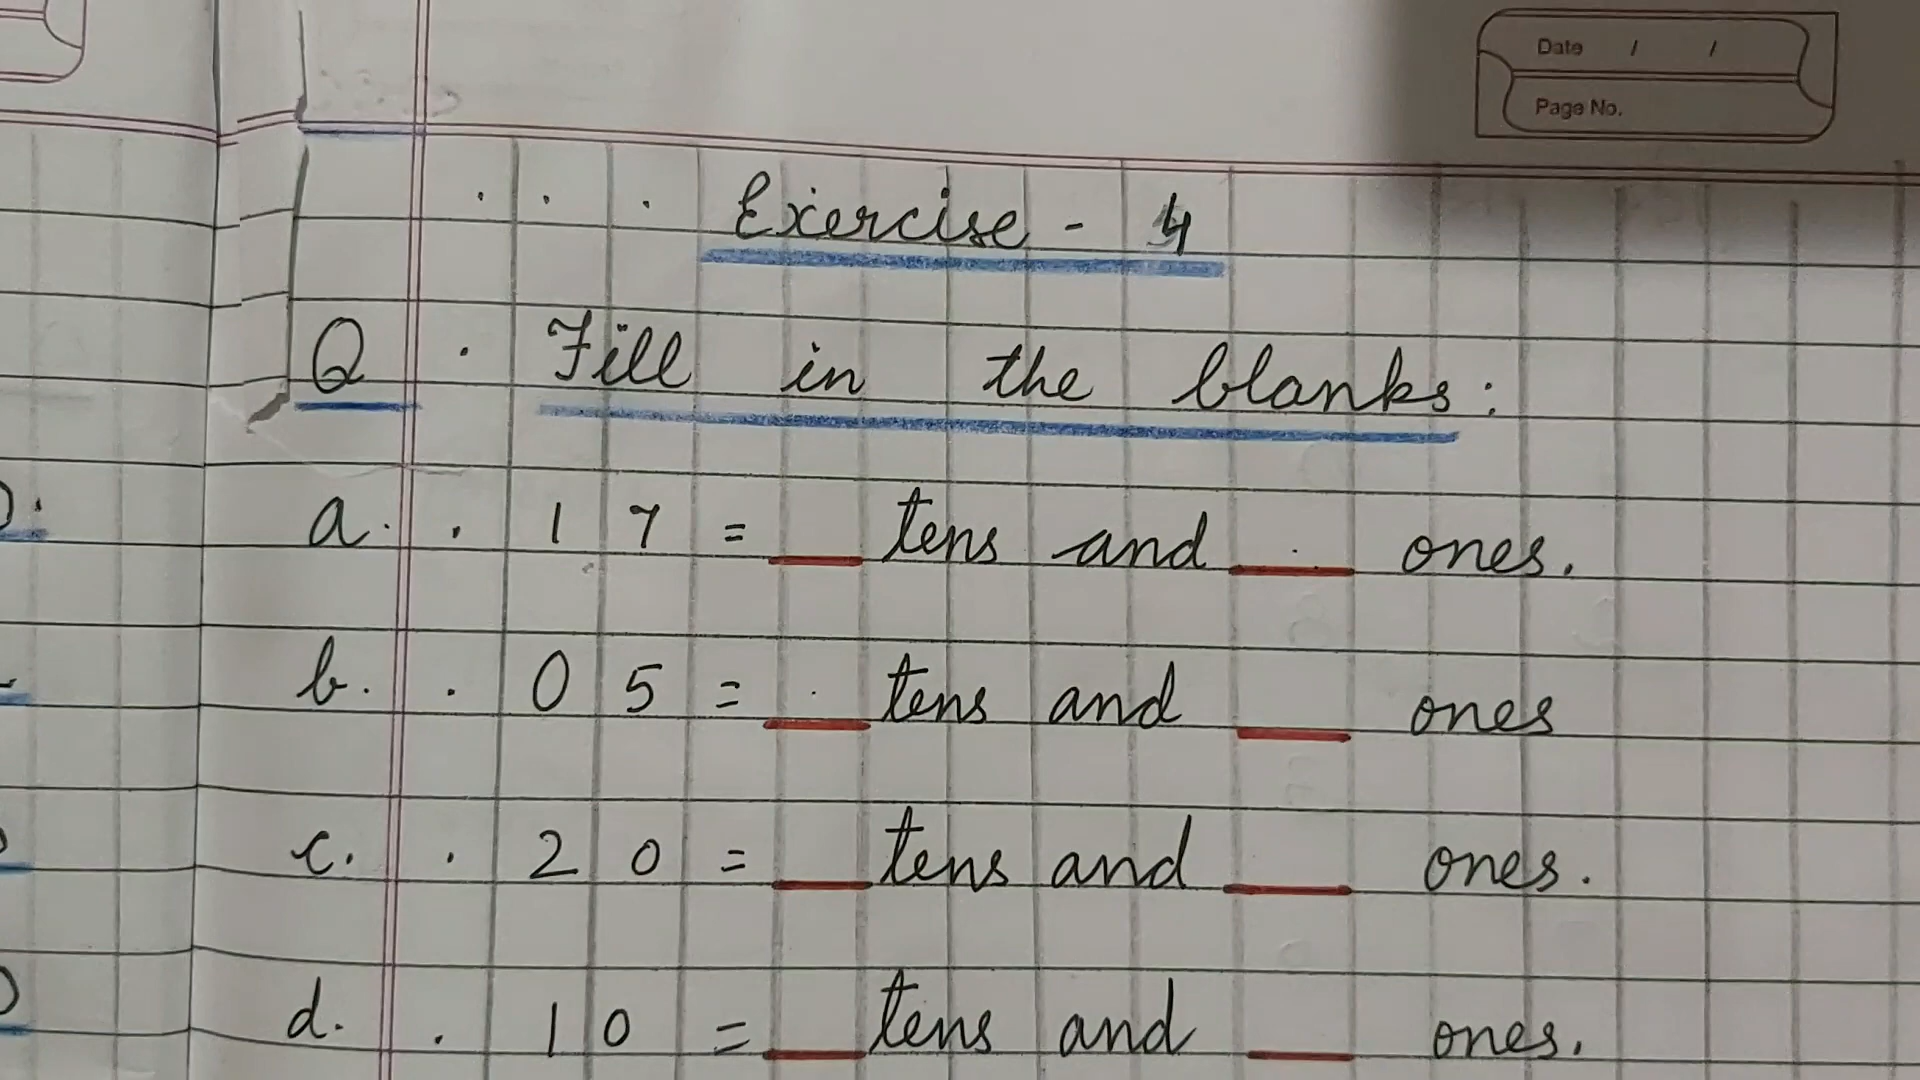 Date / /
Page No.
Exercise - 4
Q. Fill in the blanks:
a. 17 = __ tens and __ ones.
b. 05 = __ tens and __ ones
c. 20 = __ tens and __ ones.
d. 10 = __ tens and __ ones.